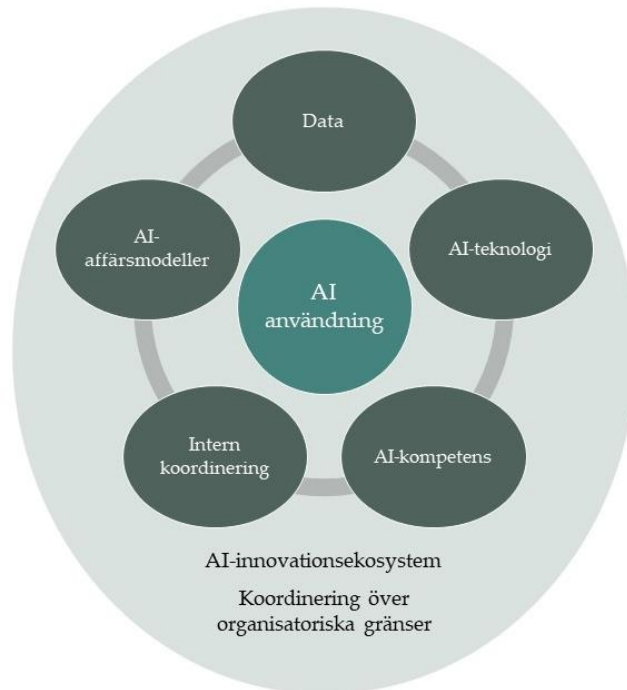 Data
AI-
affärsmodeller
AI-teknologi
AI
användning
Intern
koordinering
AI-kompetens
AI-innovationsekosystem
Koordinering över
organisatoriska gränser